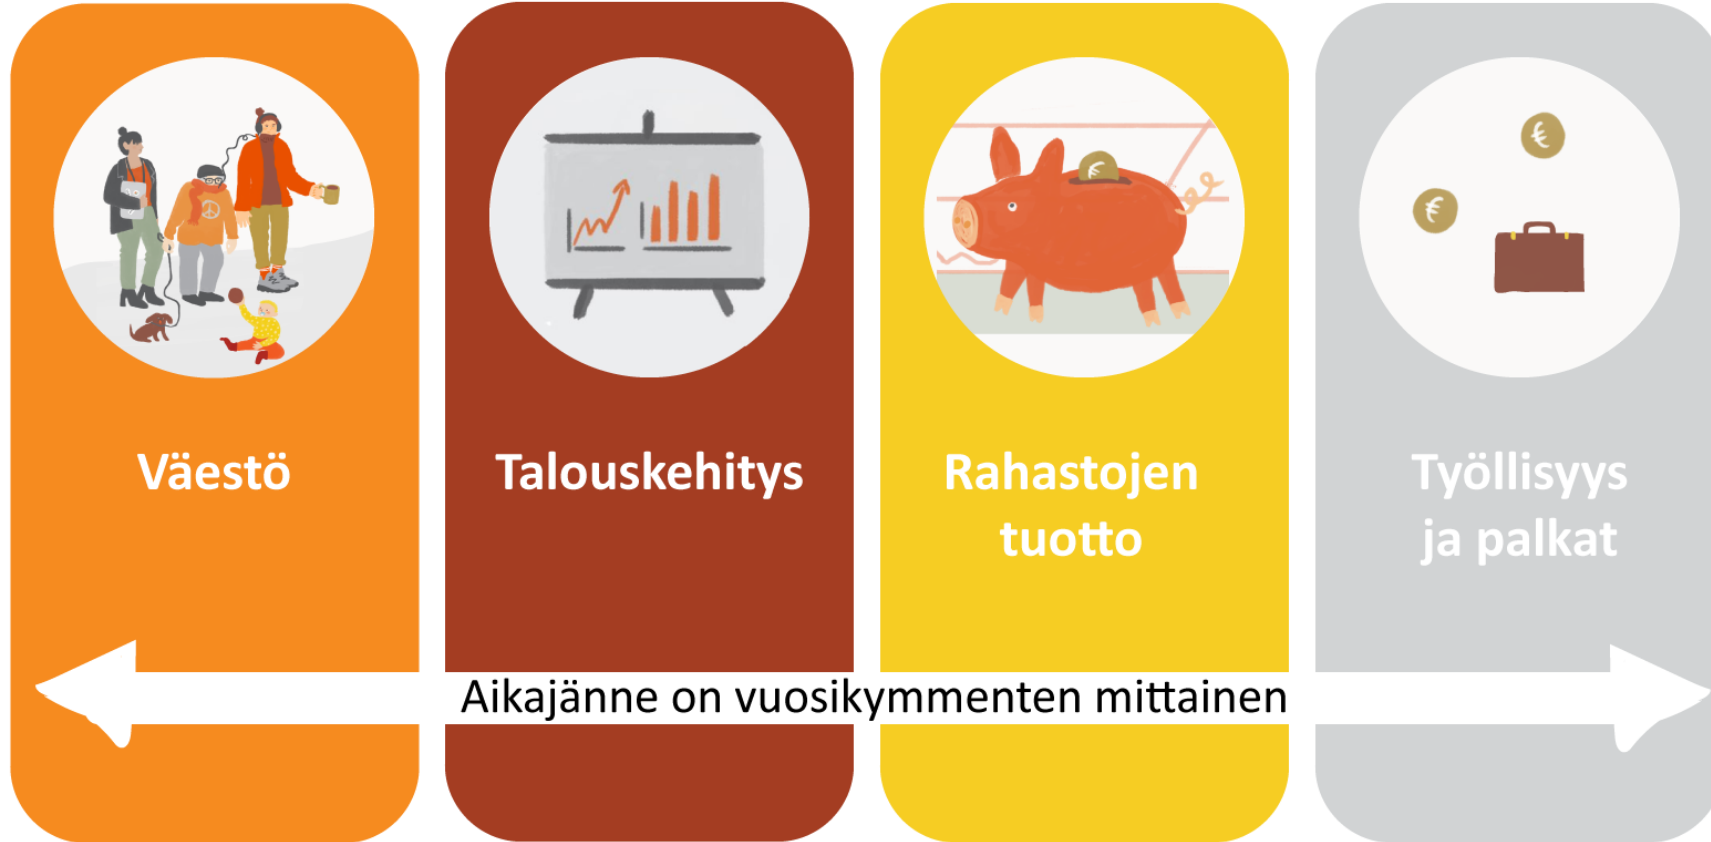 Väestö
Talouskehitys
Rahastojen
tuotto
Työllisyys
ja palkat
Aikajänne on vuosikymmenten mittainen